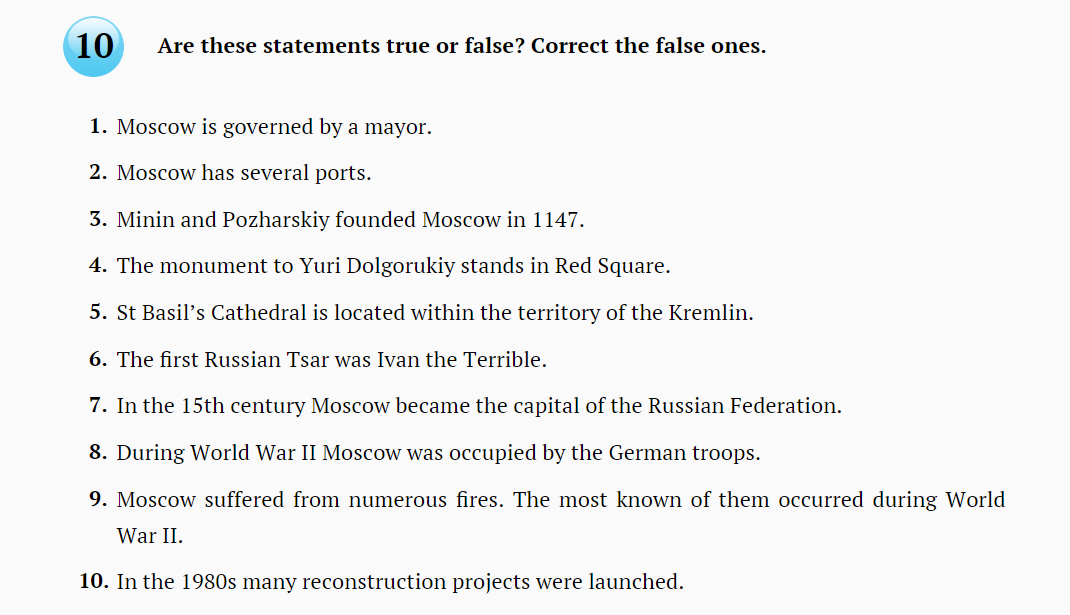 10 Are these statements true or false? Correct the false ones.
1. Moscow is governed by a mayor.
2. Moscow has several ports.
3. Minin and Pozharskiy founded Moscow in 1147.
4. The monument to Yuri Dolgorukiy stands in Red Square.
5. St Basil’s Cathedral is located within the territory of the Kremlin.
6. The first Russian Tsar was Ivan the Terrible.
7. In the 15th century Moscow became the capital of the Russian Federation.
8. During World War II Moscow was occupied by the German troops.
9. Moscow suffered from numerous fires. The most known of them occurred during World
War II.
10. In the 1980s many reconstruction projects were launched.